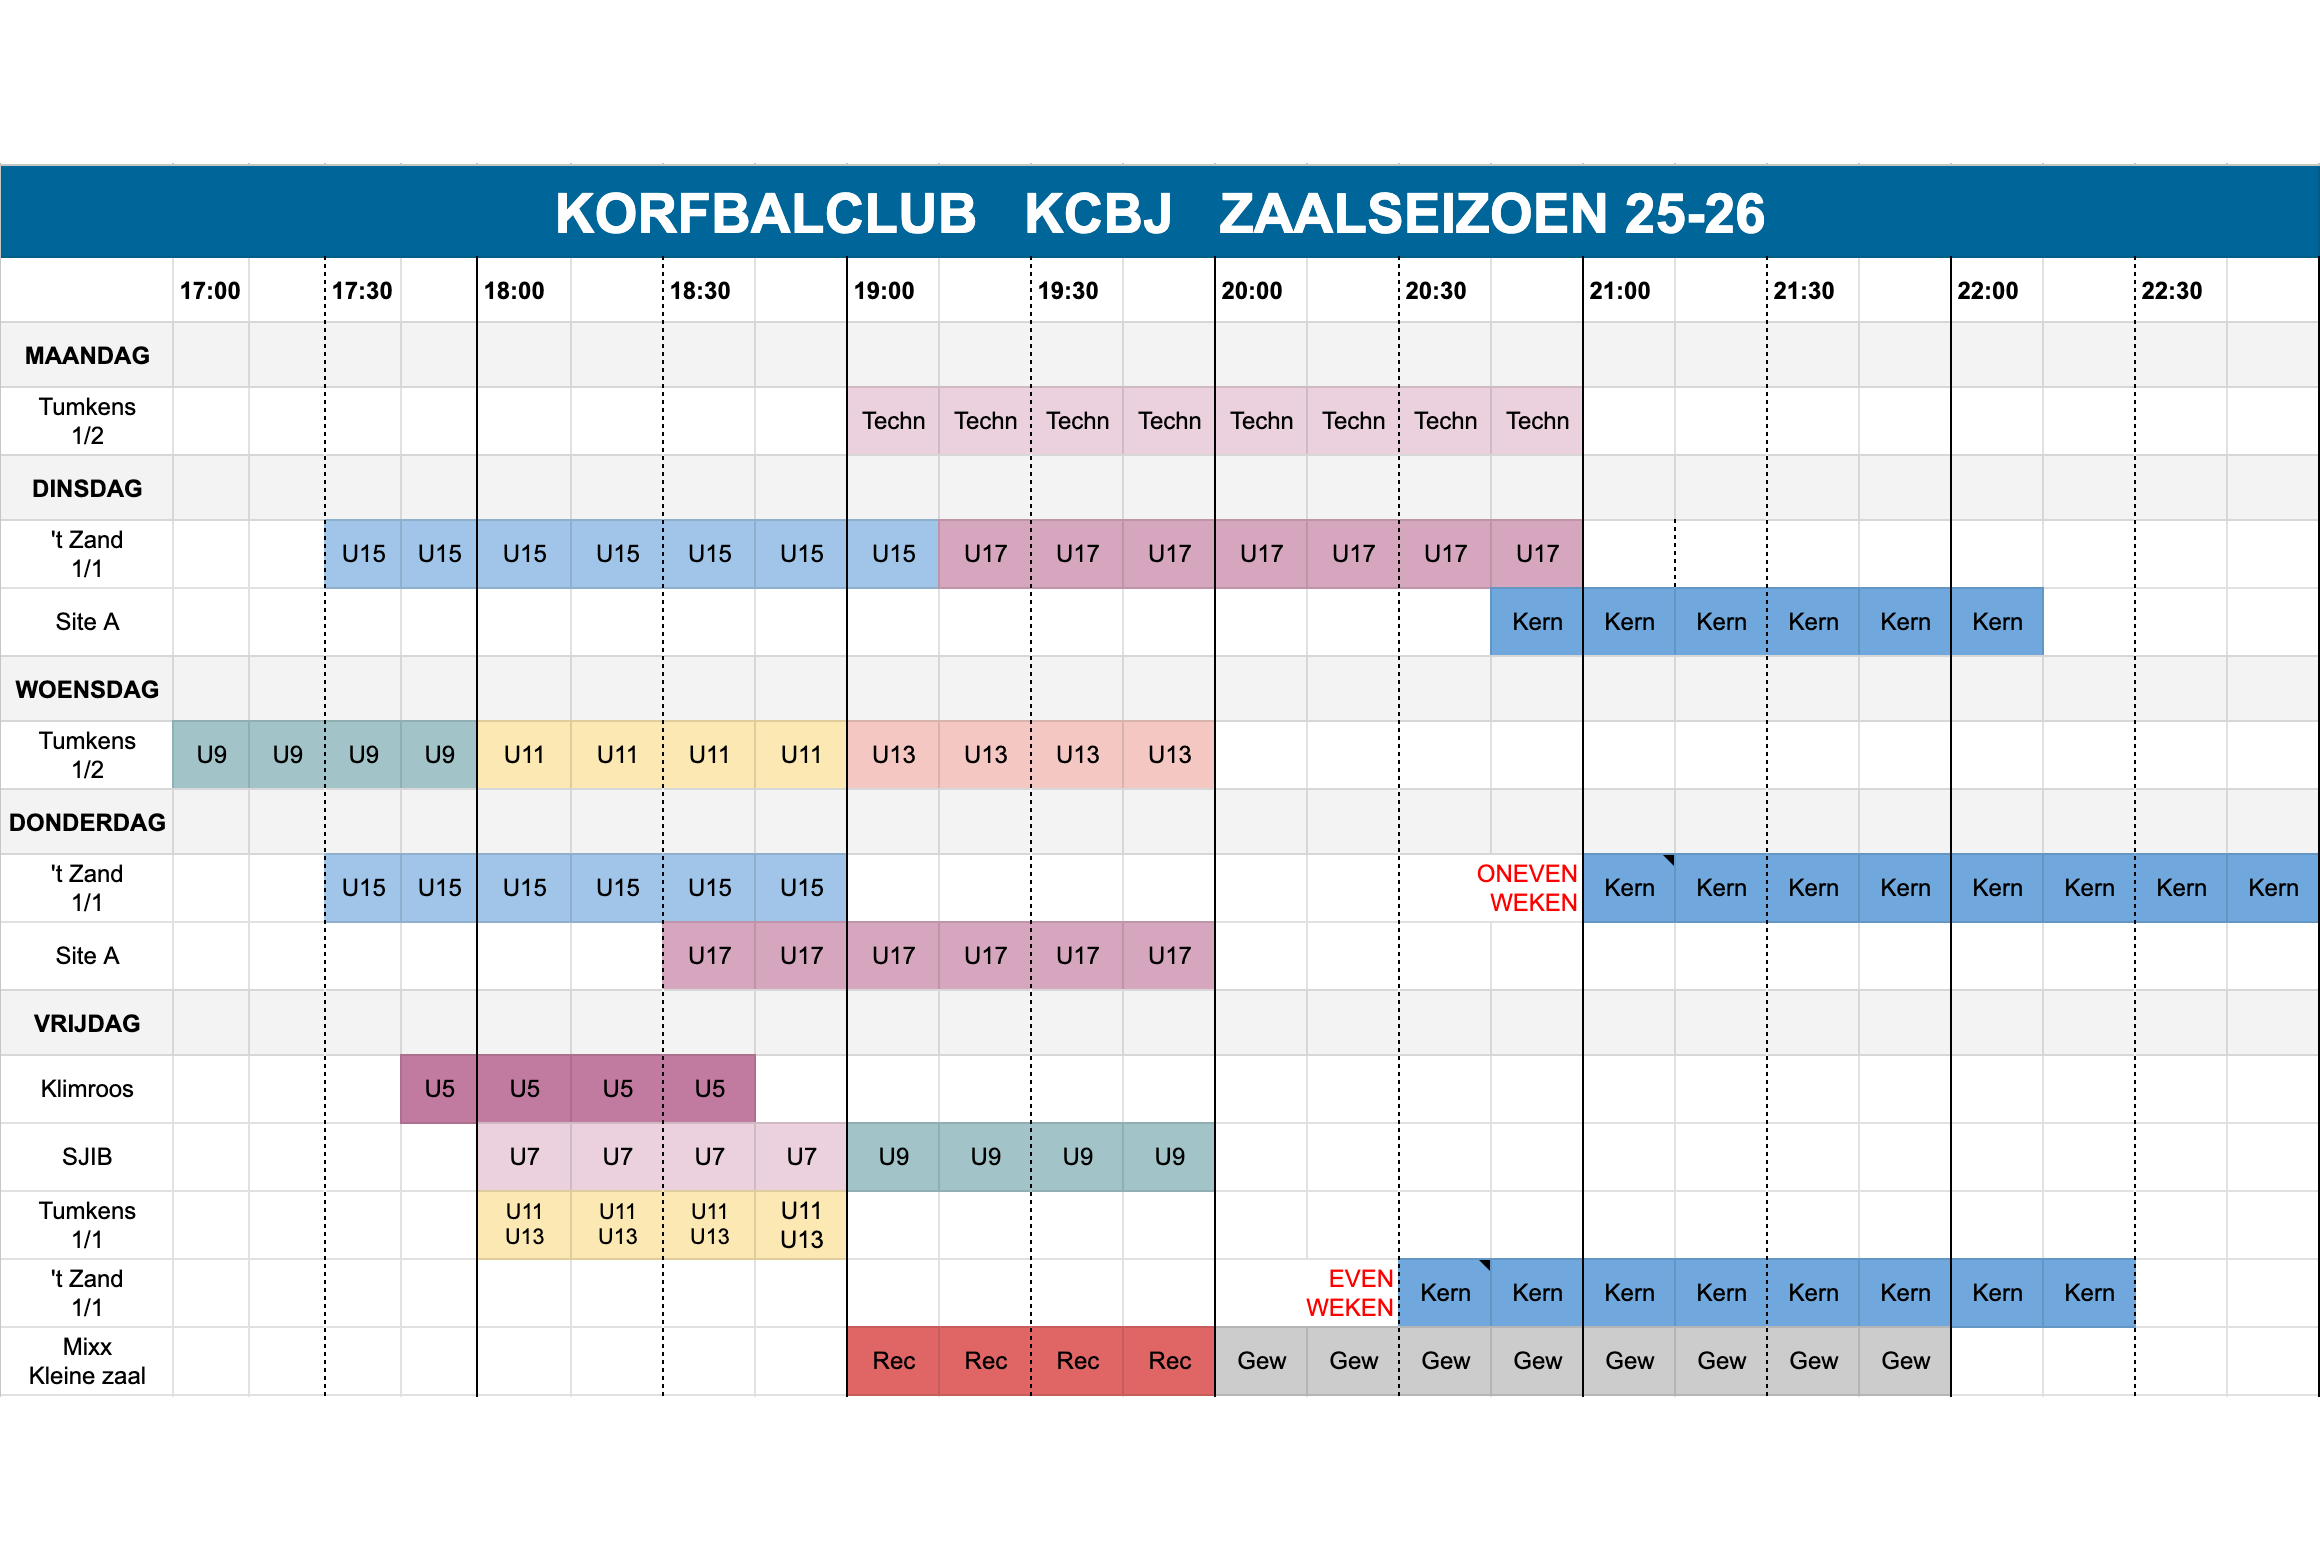 KORFBALCLUB KCBJ ZAALSEIZOEN 25-26
17:00 17:30 18:00 18:30 19:00 19:30 20:00 20:30 21:00 21:30 22:00 22:30
MAANDAG
Tumkens
1/2
Techn Techn Techn Techn Techn Techn Techn Techn
DINSDAG
't Zand
1/1
U15 U15 U15 U15 U15 U15 U15 U17 U17 U17 U17 U17 U17 U17
Site A Kern Kern Kern Kern Kern Kern
WOENSDAG
Tumkens
1/2
U9 U9 U9 U9 U11 U11 U11 U11 U13 U13 U13 U13
DONDERDAG
't Zand
1/1
U15 U15 U15 U15 U15 U15
ONEVEN
WEKEN
Kern Kern Kern Kern Kern Kern Kern Kern
Site A U17 U17 U17 U17 U17 U17
VRIJDAG
Klimroos U5 U5 U5 U5
SJIB U7 U7 U7 U7 U9 U9 U9 U9
Tumkens
1/1
U11 U11 U11 U11
U13 U13 U13 U13
't Zand
1/1
EVEN
WEKEN
Kern Kern Kern Kern Kern Kern Kern Kern
Mixx
Kleine zaal
Rec Rec Rec Rec Gew Gew Gew Gew Gew Gew Gew Gew